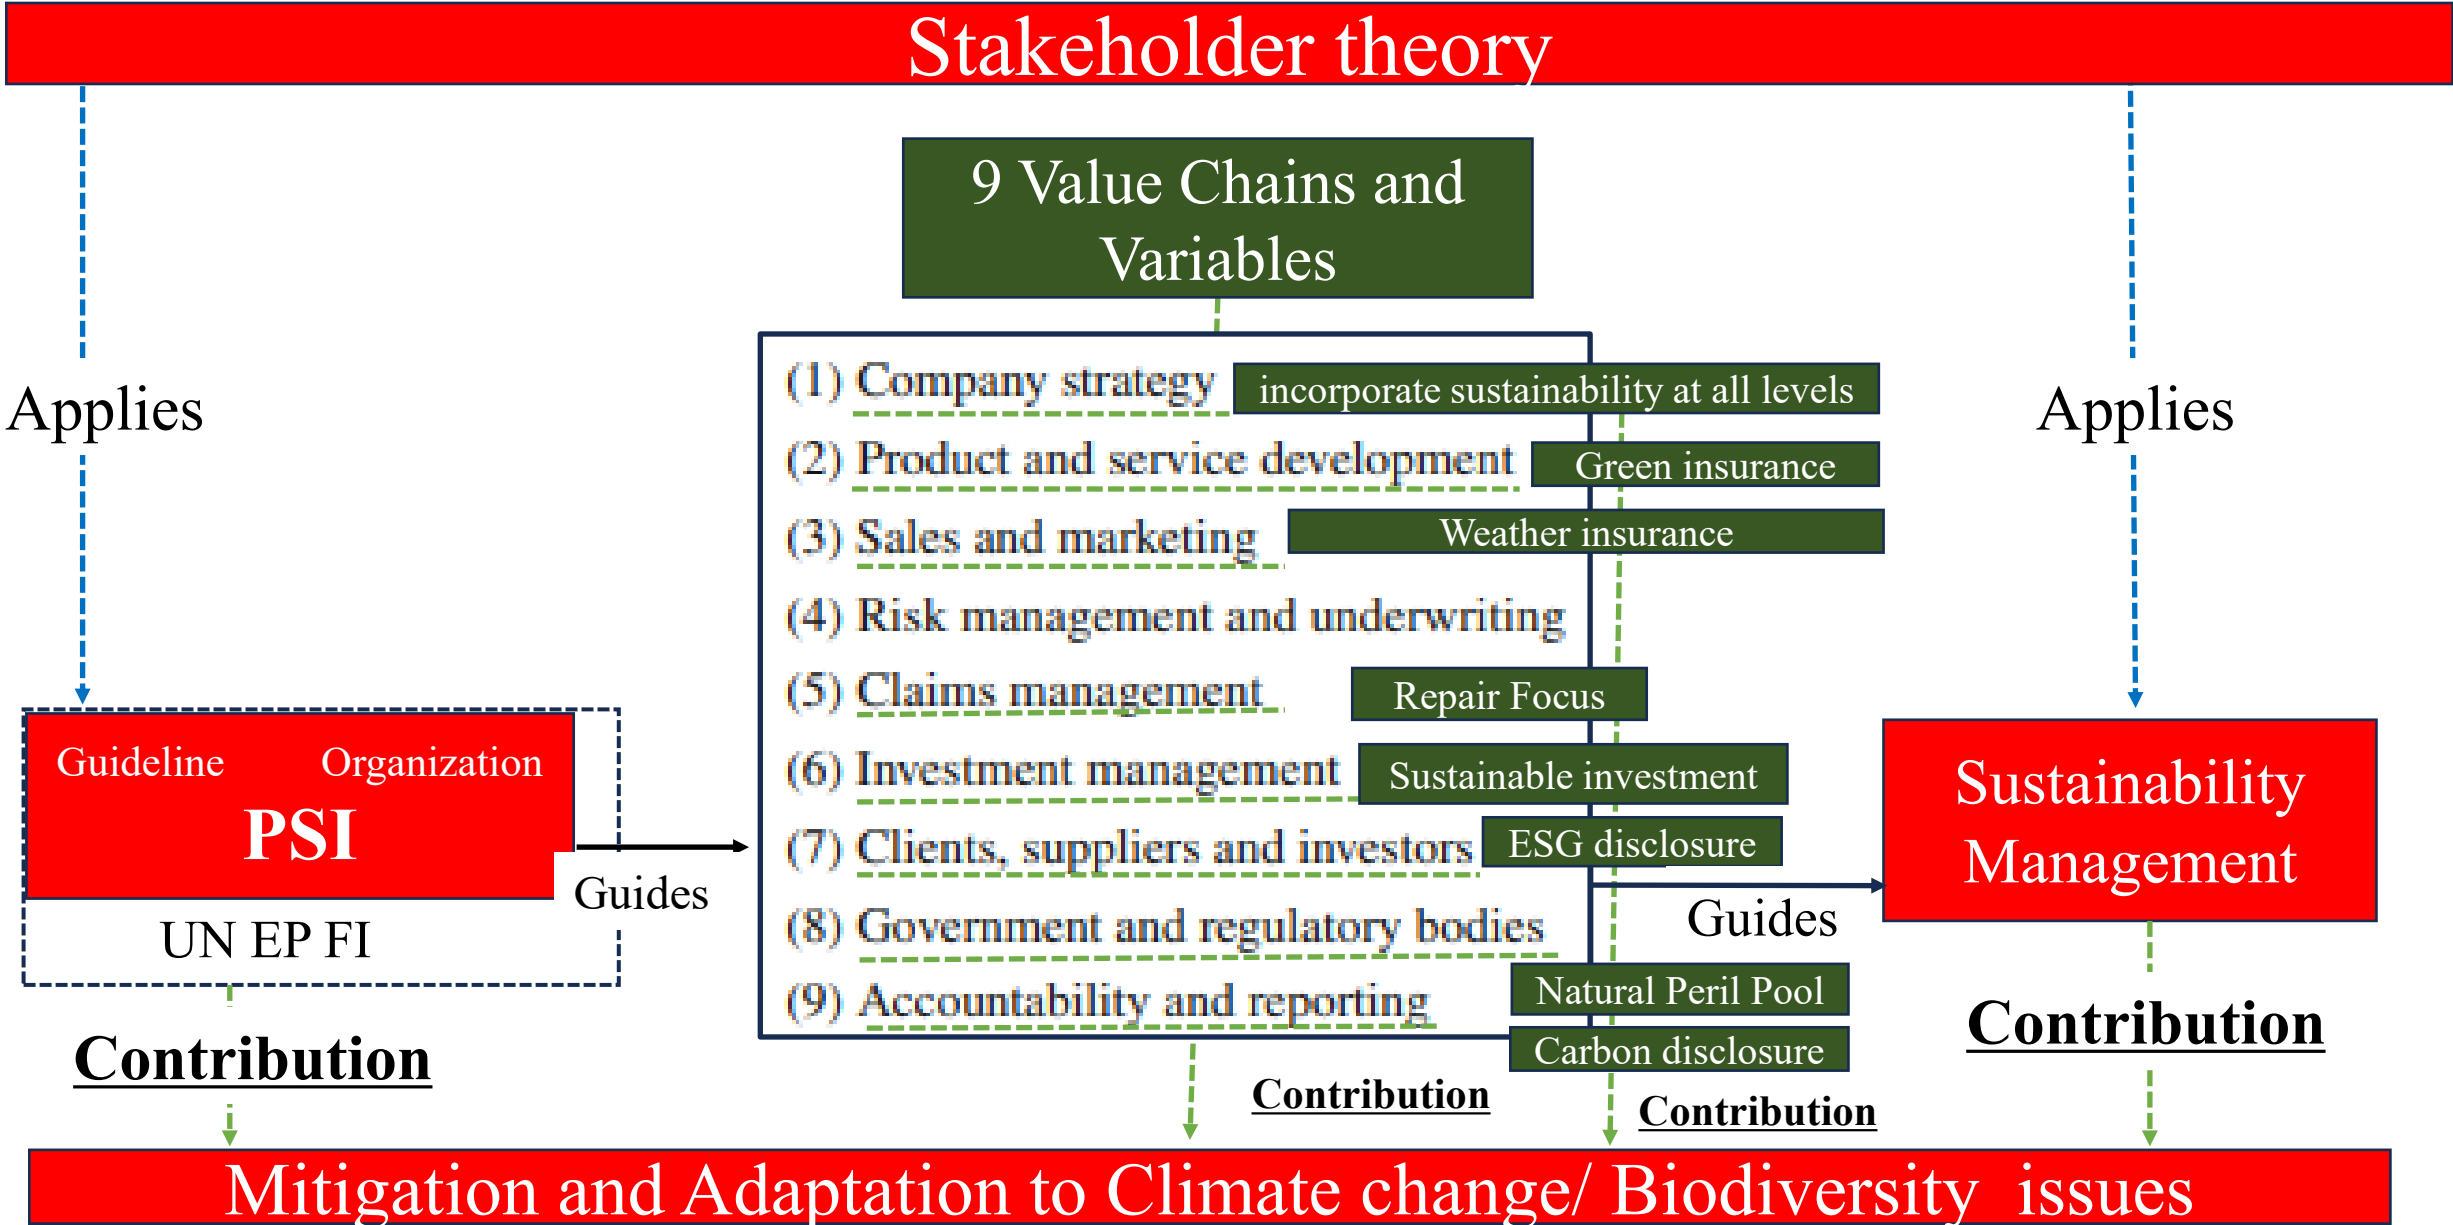 Stakeholder theory
9 Value Chains and
Variables
Applies
Applies
(1) Company strategy
incorporate sustainability at all levels
(2) Product and service development
Green insurance
(3) Sales and marketing
Weather insurance
(4) Risk management and underwriting
(5) Claims management
Repair Focus
(6) Investment management
Sustainable investment
(7) Clients, suppliers and investors
ESG disclosure
(8) Government and regulatory bodies
(9) Accountability and reporting
Natural Peril Pool
Carbon disclosure
Guideline
Organization
PSI
UN EP FI
Guides
Guides
Sustainability
Management
Contribution
Contribution
Contribution
Contribution
Mitigation and Adaptation to Climate change/ Biodiversity issues